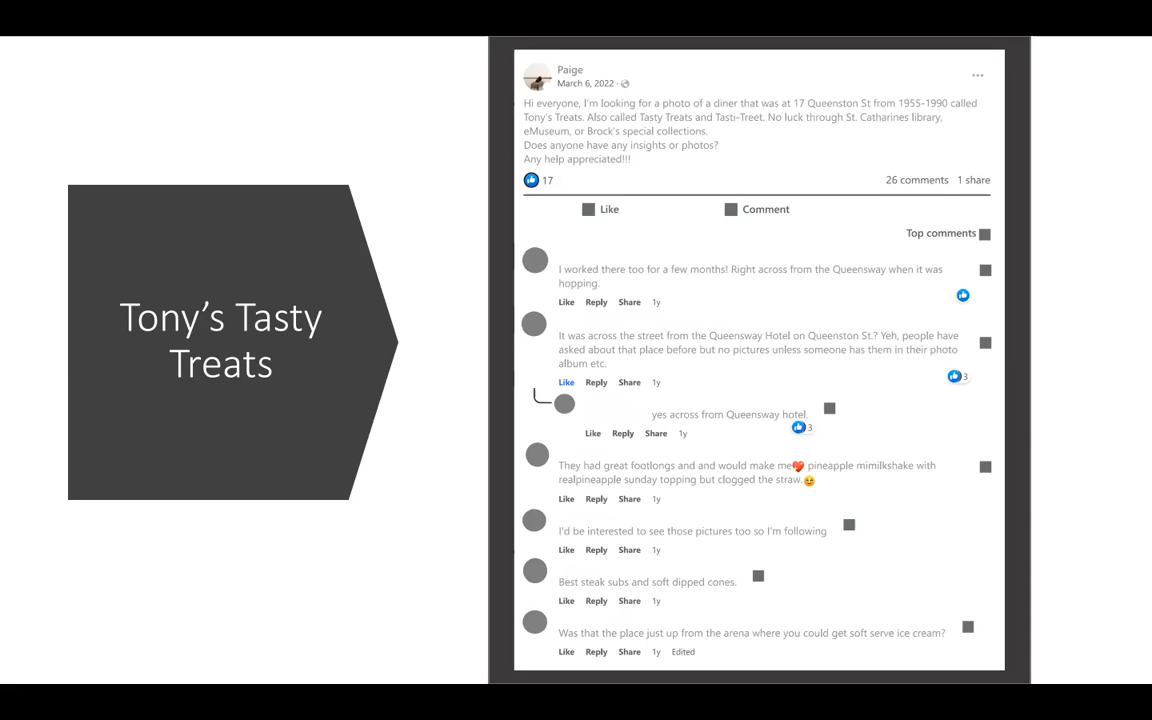 Tony's Tasty
Treats
Paige
March 6, 2022 ·
Hi everyone, I'm looking for a photo of a diner that was at 17 Queenston St from 1955-1990 called
Tony's Treats. Also called Tasty Treats and Tasti-Treet. No luck through St. Catharines library,
eMuseum, or Brock's special collections.
Does anyone have any insights or photos?
Any help appreciated!!!
17
26 comments 1 share
Like Comment
Top comments
I worked there too for a few months! Right across from the Queensway when it was
hopping.
Like Reply Share 1y
It was across the street from the Queensway Hotel on Queenston St.? Yeh, people have
asked about that place before but no pictures unless someone has them in their photo
album etc.
Like Reply Share 1y
3
yes across from Queensway hotel.
3
Like Reply Share 1y
They had great footlongs and and would make me💖 pineapple mimilkshake with
realpineapple sunday topping but clogged the straw.😆
Like Reply Share 1y
I'd be interested to see those pictures too so I'm following
Like Reply Share 1y
Best steak subs and soft dipped cones.
Like Reply Share 1y
Was that the place just up from the arena where you could get soft serve ice cream?
Like Reply Share 1y Edited